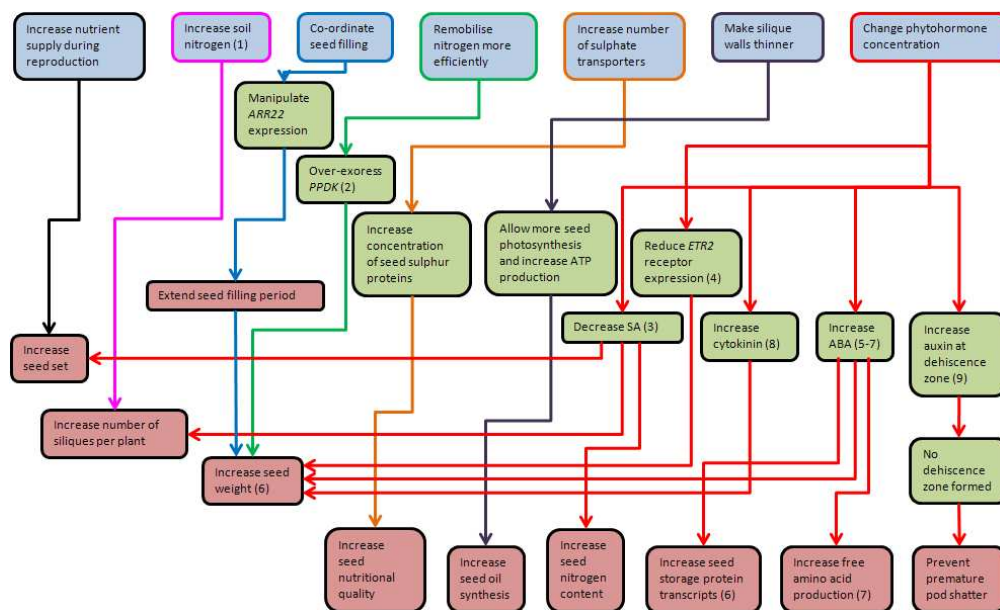 Increase nutrient
supply during
reproduction
Increase soil
nitrogen (1)
Co-ordinate
seed filling
Remobilise
nitrogen more
efficiently
Increase number
of sulphate
transporters
Make silique
walls thinner
Change phytohormone
concentration
Manipulate
ARR22
expression
Over-exoress
PPDK (2)
Increase
concentration
of seed sulphur
proteins
Allow more seed
photosynthesis
and increase ATP
production
Reduce ETR2
receptor
expression (4)
Extend seed filling period
Decrease SA (3)
Increase
cytokinin (8)
Increase
ABA (5-7)
Increase
auxin at
dehiscence
zone (9)
Increase
seed set
Increase number of
siliques per plant
Increase seed
weight (6)
No
dehiscence
zone formed
Increase
seed
nutritional
quality
Increase
seed oil
synthesis
Increase
seed
nitrogen
content
Increase seed
storage protein
transcripts (6)
Increase free
amino acid
production (7)
Prevent
premature
pod shatter